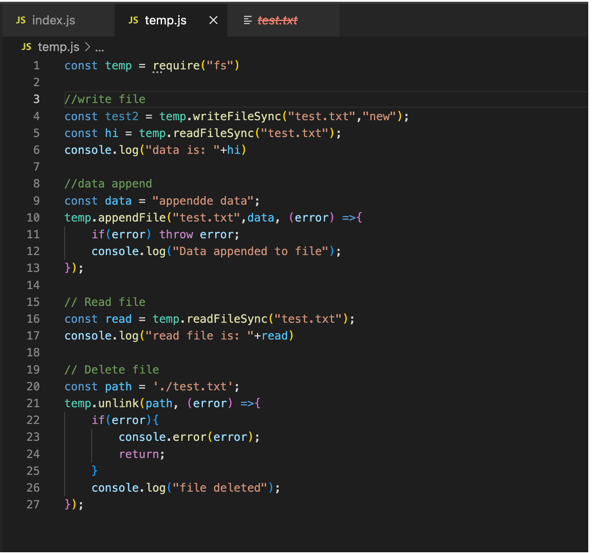 JS index.js JS temp.js × test.txt
JS temp.js > ...
1 const temp = require("fs")
2
3 //write file
4 const test2 = temp.writeFileSync("test.txt","new");
5 const hi = temp.readFileSync("test.txt");
6 console.log("data is: "+hi)
7
8 //data append
9 const data = "appendde data";
10 temp.appendFile("test.txt",data, (error) =>{
11 if(error) throw error;
12 console.log("Data appended to file");
13 });
14
15 // Read file
16 const read = temp.readFileSync("test.txt");
17 console.log("read file is: "+read)
18
19 // Delete file
20 const path = './test.txt';
21 temp.unlink(path, (error) =>{
22 if(error){
23 console.error(error);
24 return;
25 }
26 console.log("file deleted");
27 });